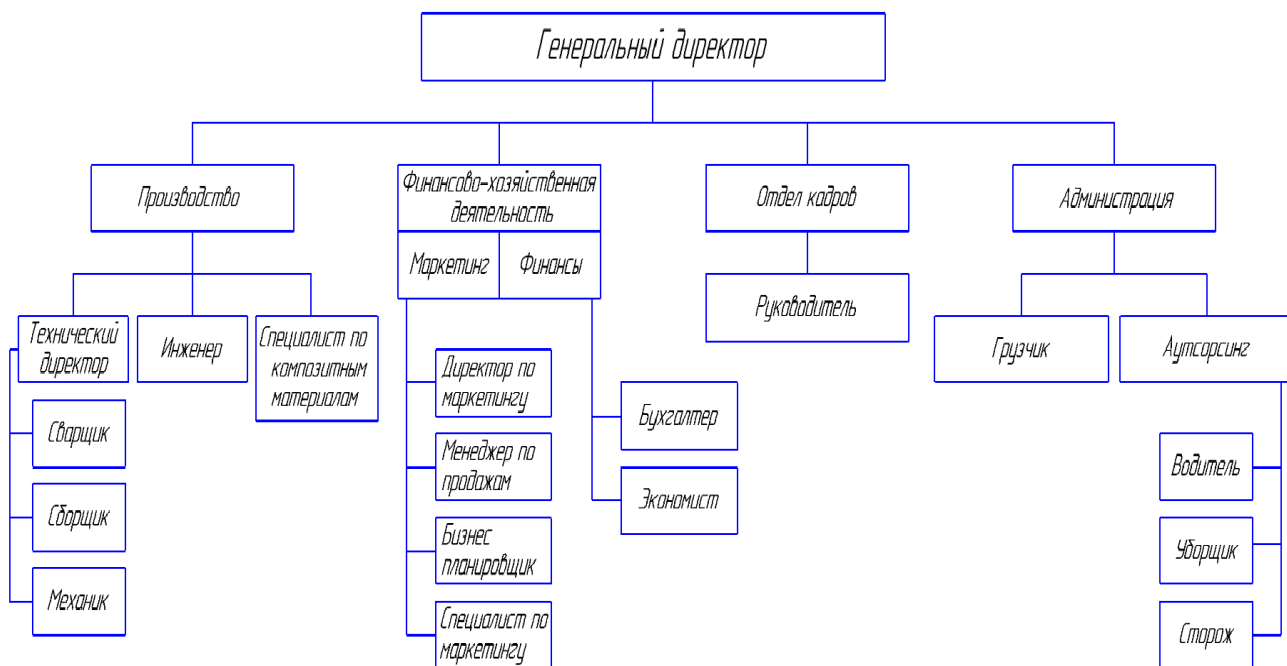 Генеральный директор
Производство
Финансово-хозяйственная
деятельность
Отдел кадров
Администрация
Маркетинг
Финансы
Руководитель
Технический
директор
Инженер
Специалист по
композитным
материалам
Грузчик
Аутсорсинг
Директор по
маркетингу
Бухгалтер
Сварщик
Менеджер по
продажам
Водитель
Экономист
Сборщик
Бизнес
планировщик
Уборщик
Механик
Специалист по
маркетингу
Сторож